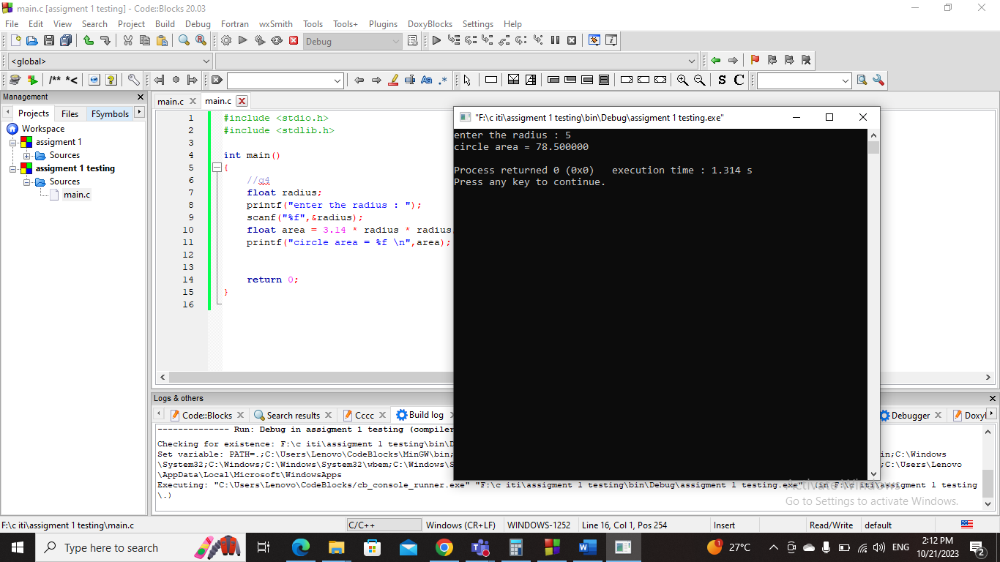 main.c [assigment 1 testing] - Code::Blocks 20.03
File Edit View Search Project Build Debug Fortran wxSmith Tools Tools+ Plugins DoxyBlocks Settings Help
Debug
<global>
/** *<
Aa .*
S C
Management
Projects Files FSymbols
Workspace
assigment 1
Sources
assigment 1 testing
Sources
main.c
main.c main.c
1 #include <stdio.h>
2 #include <stdlib.h>
3
4 int main()
5 {
6 //q4
7 float radius;
8 printf("enter the radius : ");
9 scanf("%f",&radius);
10 float area = 3.14 * radius * radius
11 printf("circle area = %f \n",area);
12
13
14 return 0;
15 }
16
"F:\c iti\assigment 1 testing\bin\Debug\assigment 1 testing.exe"
enter the radius : 5
circle area = 78.500000
Process returned 0 (0x0)   execution time : 1.314 s
Press any key to continue.
Logs & others
Code::Blocks Search results Cccc Build log Debugger Doxyl
-------------- Run: Debug in assigment 1 testing (compiler
Checking for existence: F:\c iti\assigment 1 testing\bin\D
Set variable: PATH=.;C:\Users\Lenovo\CodeBlocks\MinGW\bin; in;C:\Windows
\System32;C:\Windows;C:\Windows\System32\wbem;C:\Windows\S ;C:\Users\Lenovo
\AppData\Local\Microsoft\WindowsApps
Executing: "C:\Users\Lenovo\CodeBlocks/cb_console_runner.exe" "F:\c iti\assigment 1 testing\bin\Debug\assigment 1 testing.exe" (in F:\c iti\assigment 1 testing
\.)
Activate Windows
Go to Settings to activate Windows.
F:\c iti\assigment 1 testing\main.c C/C++ Windows (CR+LF) WINDOWS-1252 Line 16, Col 1, Pos 254 Insert Read/Write default
Type here to search
1 27°C ENG 2:12 PM
10/21/2023 2